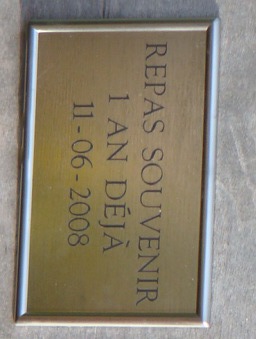 REPAS SOUVENIR
1 AN DÉJÀ
11-06-2008